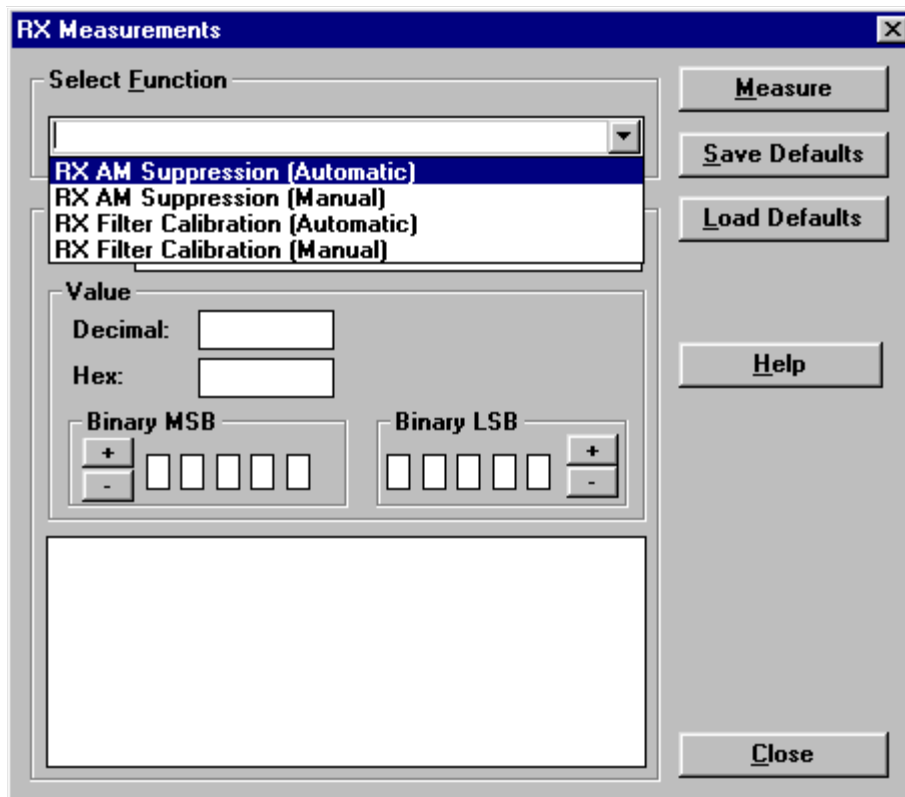 RX Measurements
Select Function
RX AM Suppression (Automatic)
RX AM Suppression (Manual)
RX Filter Calibration (Automatic)
RX Filter Calibration (Manual)
Value
Decimal:
Hex:
Binary MSB
+
-
Binary LSB
+
-
Measure
Save Defaults
Load Defaults
Help
Close